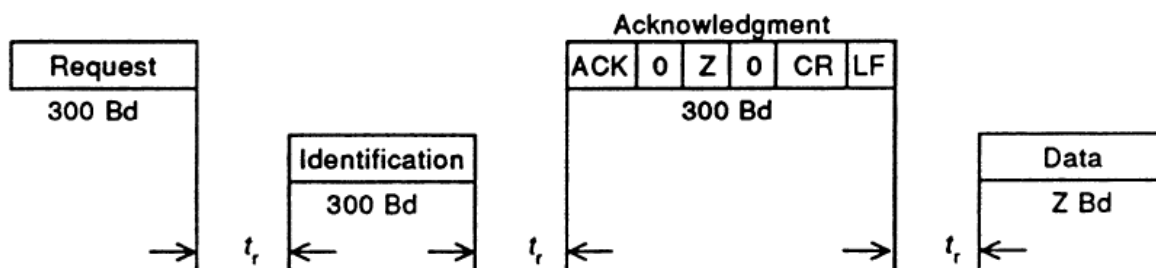 Acknowledgment
Request
ACK 0 Z 0 CR LF
300 Bd
300 Bd
Identification
Data
300 Bd
Z Bd
tr
tr
tr